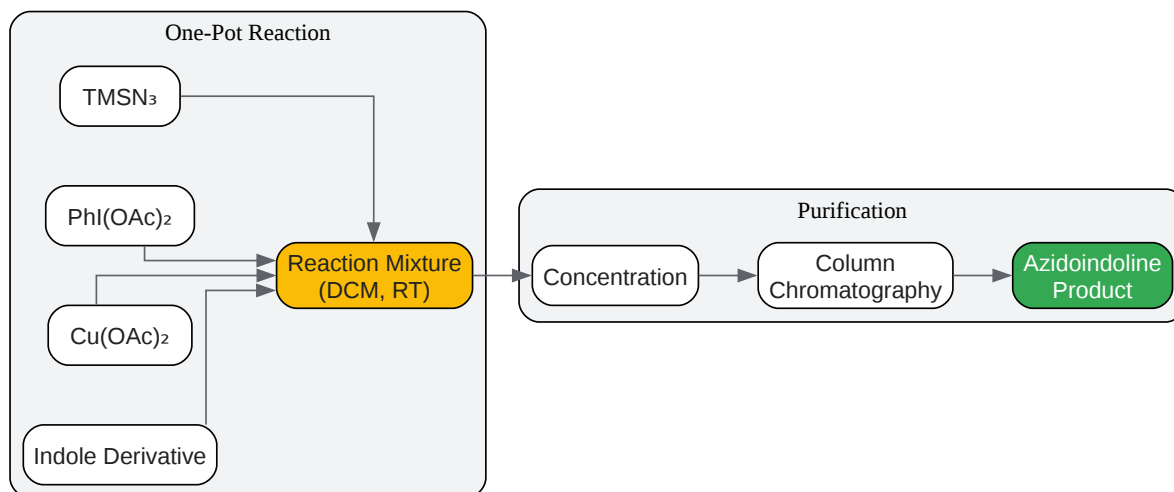 One-Pot Reaction
TMSN₃
PhI(OAc)₂
Cu(OAc)₂
Indole Derivative
Reaction Mixture
(DCM, RT)
Purification
Concentration
Column
Chromatography
Azidoindoline
Product